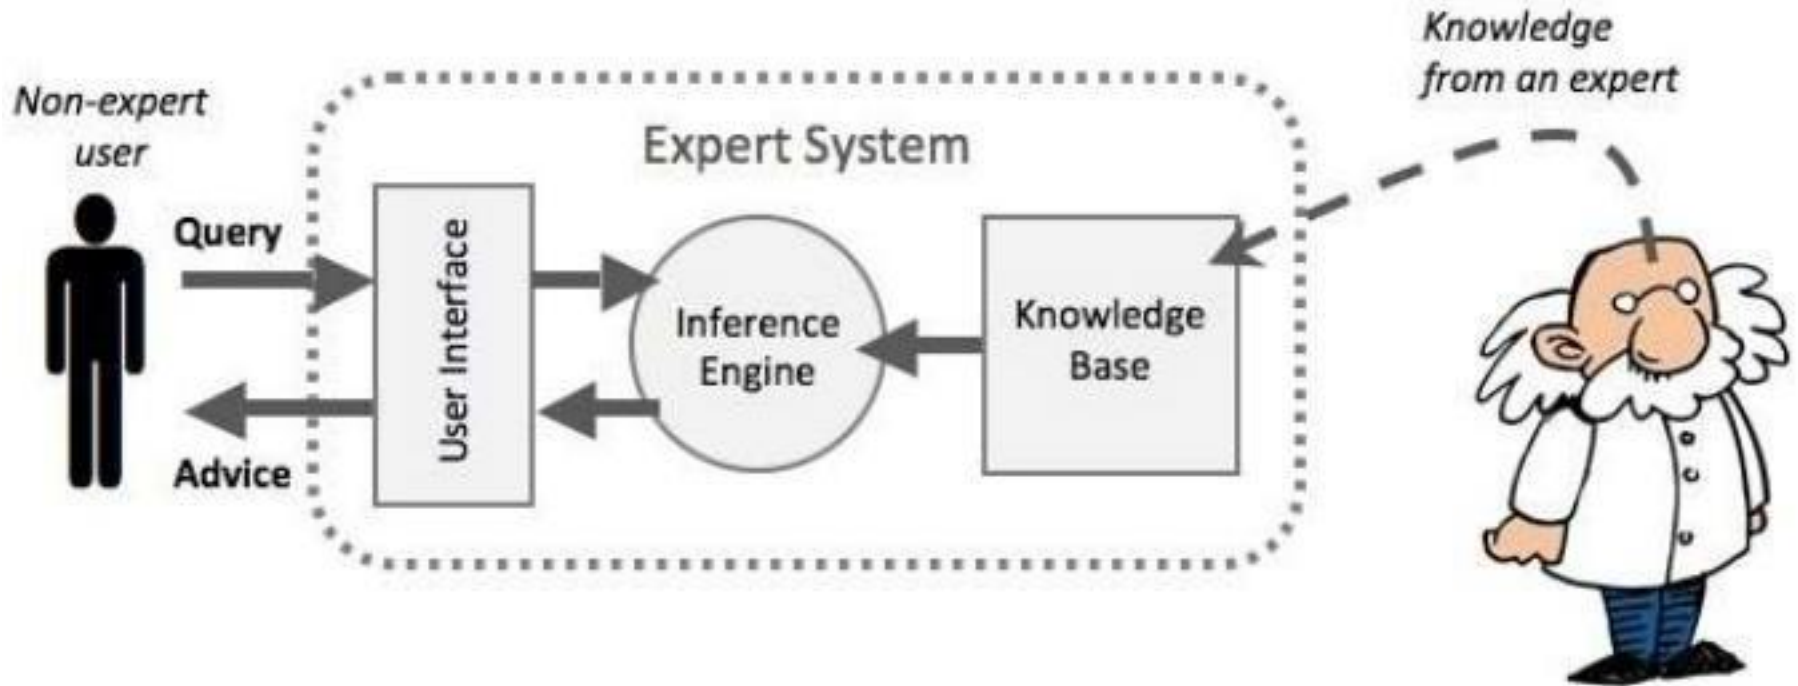 Knowledge
from an expert
Non-expert
user
Expert System
Query
User Interface
Inference
Engine
Knowledge
Base
Advice